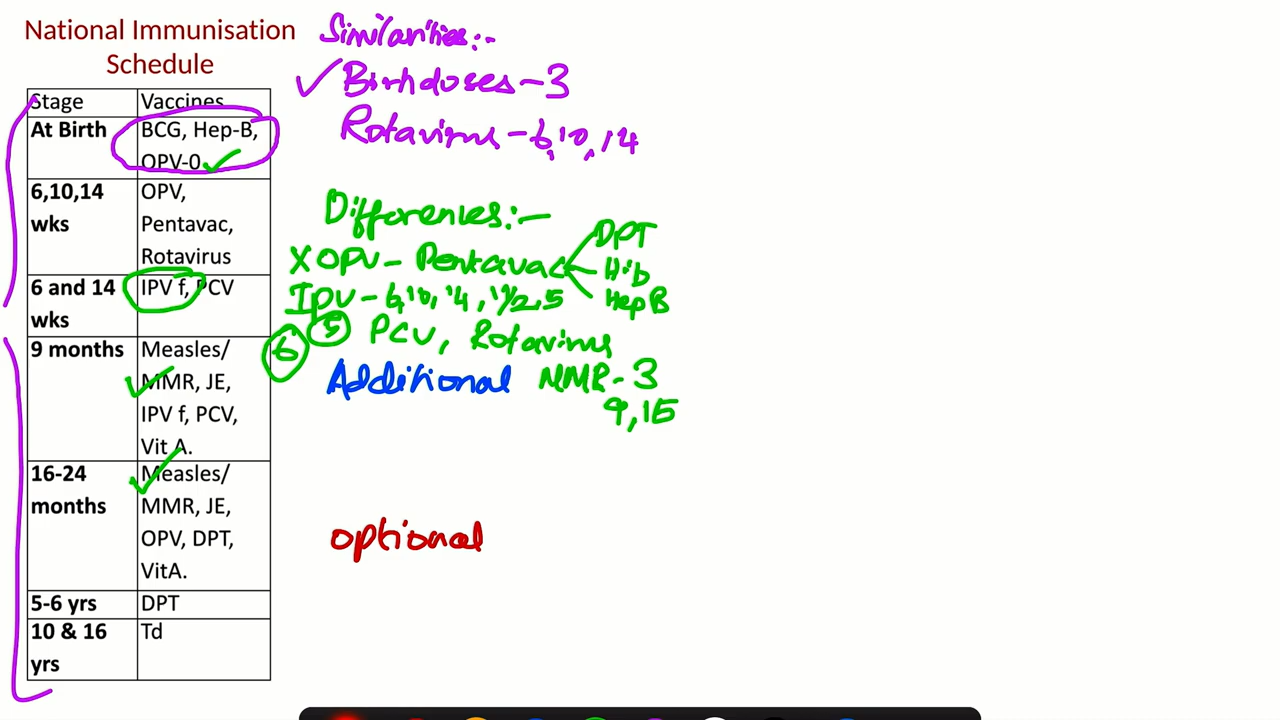 National Immunisation
Schedule
Stage Vaccines
At Birth BCG, Hep-B,
OPV-0
6,10,14 OPV,
wks Pentavac,
Rotavirus
6 and 14 IPV f, PCV
wks
9 months Measles/
MMR, JE,
IPV f, PCV,
Vit A.
16-24 Measles/
months MMR, JE,
OPV, DPT,
VitA.
5-6 yrs DPT
10 & 16 Td
yrs
Similarities:-
✓ Birth doses - 3
Rotavirus - 6,10,14
Differences:-
X OPV - Pentavac DPT
Hib
HepB
IPV - 6,10,14, 1½,5
6 5 PCV, Rotavirus
Additional MMR - 3
9,15
optional